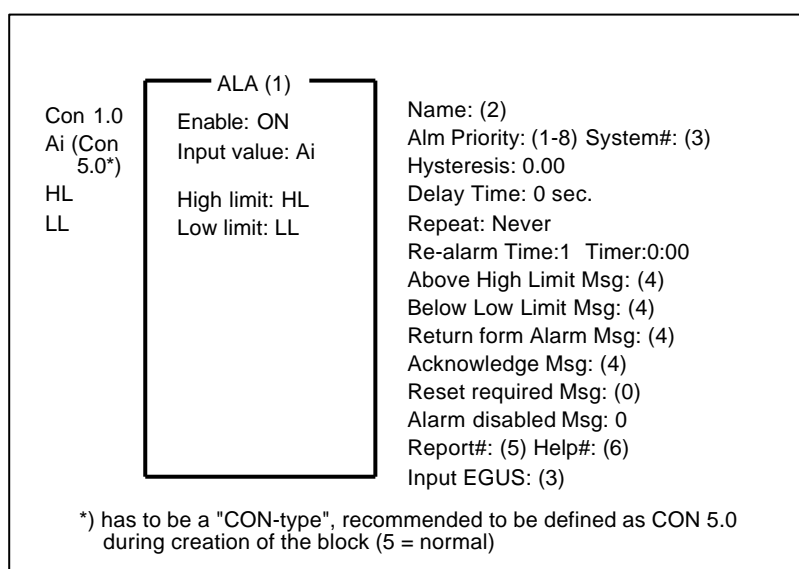 ALA (1)
Con 1.0
Ai (Con
5.0*)
HL
LL
Enable: ON
Input value: Ai
High limit: HL
Low limit: LL
Name: (2)
Alm Priority: (1-8) System#: (3)
Hysteresis: 0.00
Delay Time: 0 sec.
Repeat: Never
Re-alarm Time:1 Timer:0:00
Above High Limit Msg: (4)
Below Low Limit Msg: (4)
Return form Alarm Msg: (4)
Acknowledge Msg: (4)
Reset required Msg: (0)
Alarm disabled Msg: 0
Report#: (5) Help#: (6)
Input EGUS: (3)
*) has to be a "CON-type", recommended to be defined as CON 5.0
during creation of the block (5 = normal)